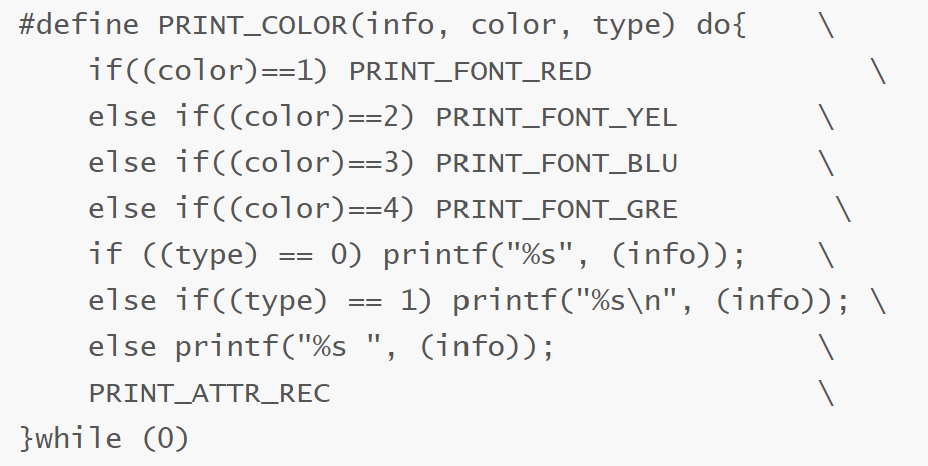 #define PRINT_COLOR(info, color, type) do{     \
    if((color)==1) PRINT_FONT_RED                \
    else if((color)==2) PRINT_FONT_YEL        \
    else if((color)==3) PRINT_FONT_BLU        \
    else if((color)==4) PRINT_FONT_GRE         \
    if ((type) == 0) printf("%s", (info));    \
    else if((type) == 1) printf("%s\n", (info)); \
    else printf("%s ", (info));               \
    PRINT_ATTR_REC                            \
}while (0)